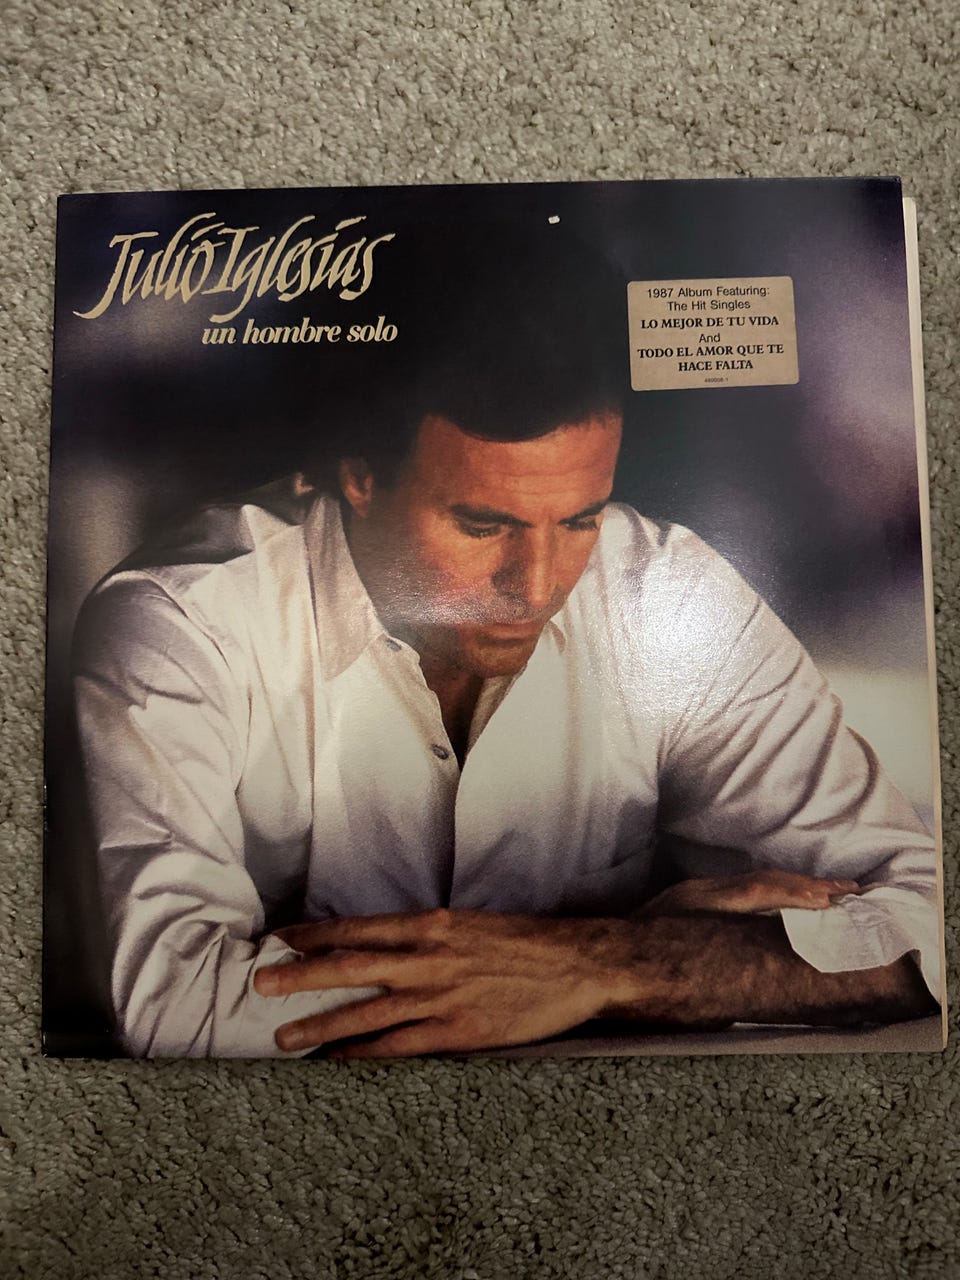 Julio Iglesias
un hombre solo
1987 Album Featuring:
The Hit Singles
LO MEJOR DE TU VIDA
And
TODO EL AMOR QUE TE
HACE FALTA